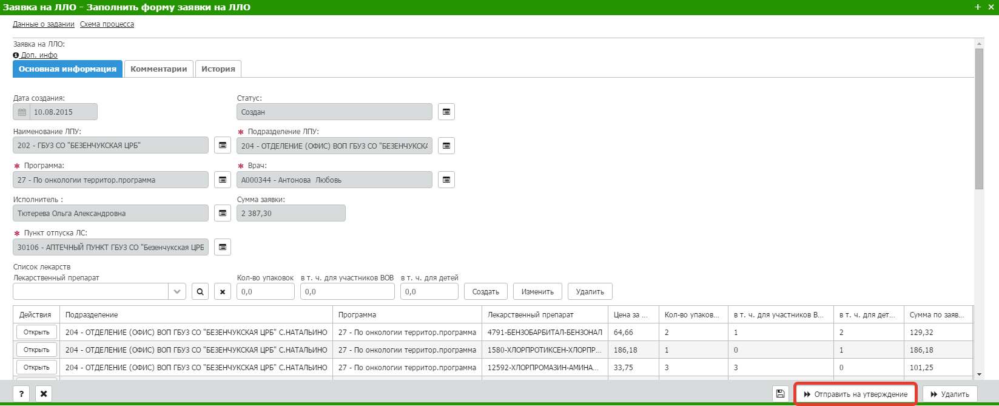 Заявка на ЛЛО - Заполнить форму заявки на ЛЛО
Данные о задании Схема процесса
Заявка на ЛЛО:
Доп. инфо
Основная информация Комментарии История
Дата создания: Статус:
10.08.2015 Создан
Наименование ЛПУ: * Подразделение ЛПУ:
202 - ГБУЗ СО "БЕЗЕНЧУКСКАЯ ЦРБ" 204 - ОТДЕЛЕНИЕ (ОФИС) ВОП ГБУЗ СО "БЕЗЕНЧУКСКА
* Программа: * Врач:
27 - По онкологии территор.программа А000344 - Антонова Любовь
Исполнитель : Сумма заявки:
Тютерева Ольга Александровна 2 387,30
* Пункт отпуска ЛС:
30106 - АПТЕЧНЫЙ ПУНКТ ГБУЗ СО "Безенчукская ЦРБ
Список лекарств
Лекарственный препарат Кол-во упаковок в т. ч. для участников ВОВ в т. ч. для детей
0,0 0,0 0,0 Создать Изменить Удалить
Действия Подразделение Программа Лекарственный препарат Цена за ... Кол-во упаков... в т. ч. для участников В... в т. ч. для дет... Сумма по заяв...
Открыть 204 - ОТДЕЛЕНИЕ (ОФИС) ВОП ГБУЗ СО "БЕЗЕНЧУКСКАЯ ЦРБ" С.НАТАЛЬИНО 27 - По онкологии территор.программа 4791-БЕНЗОБАРБИТАЛ-БЕНЗОНАЛ 64,66 2 1 2 129,32
Открыть 204 - ОТДЕЛЕНИЕ (ОФИС) ВОП ГБУЗ СО "БЕЗЕНЧУКСКАЯ ЦРБ" С.НАТАЛЬИНО 27 - По онкологии территор.программа 1580-ХЛОРПРОТИКСЕН-ХЛОРПР... 186,18 1 0 1 186,18
Открыть 204 - ОТДЕЛЕНИЕ (ОФИС) ВОП ГБУЗ СО "БЕЗЕНЧУКСКАЯ ЦРБ" С.НАТАЛЬИНО 27 - По онкологии территор.программа 12592-ХЛОРПРОМАЗИН-АМИНА... 33,75 3 3 0 101,25
? Отправить на утверждение Удалить